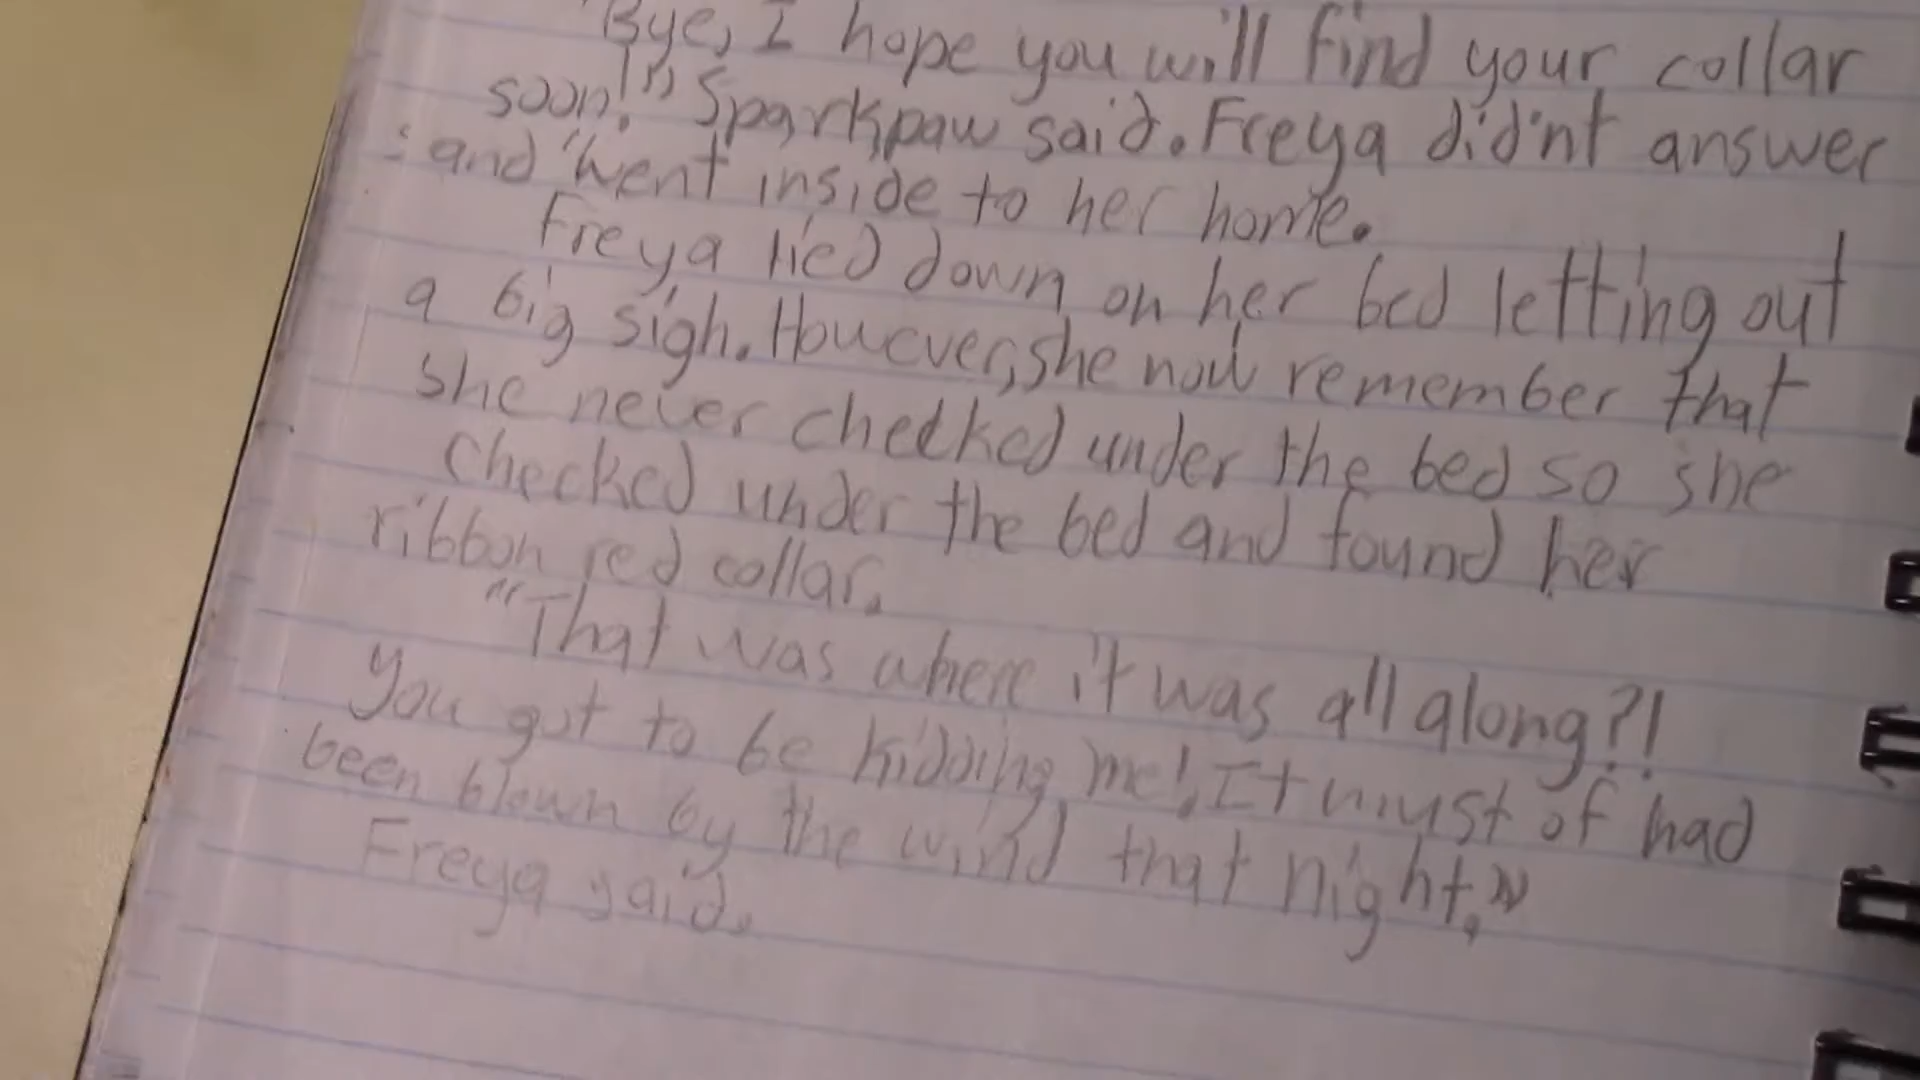 "Bye, I hope you will find your collar
soon!" Sparkpaw said. Freya did'nt answer
and went inside to her home.
Freya lied down on her bed letting out
a big sigh. However, she now remember that
she never checked under the bed so she
checked under the bed and found her
ribbon red collar.
"That was where it was all along?!
You got to be kidding me! It must of had
been blown by the wind that night."
Freya said.